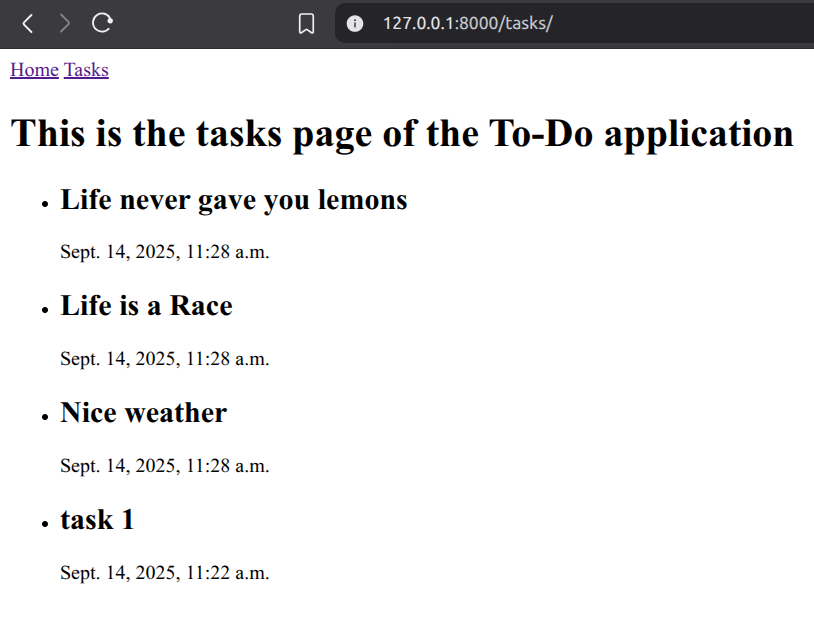 127.0.0.1:8000/tasks/
Home Tasks
This is the tasks page of the To-Do application
Life never gave you lemons
Sept. 14, 2025, 11:28 a.m.
Life is a Race
Sept. 14, 2025, 11:28 a.m.
Nice weather
Sept. 14, 2025, 11:28 a.m.
task 1
Sept. 14, 2025, 11:22 a.m.